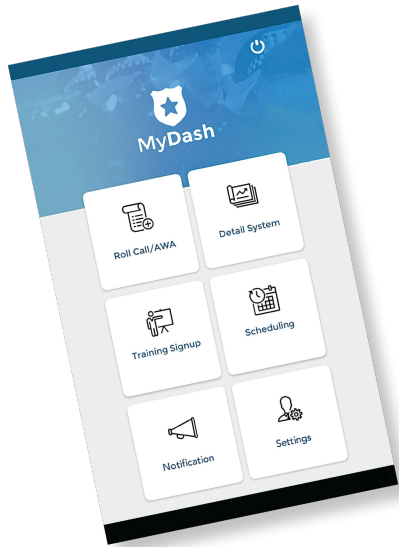 MyDash
Roll Call/AWA
Detail System
Training Signup
Scheduling
Notification
Settings